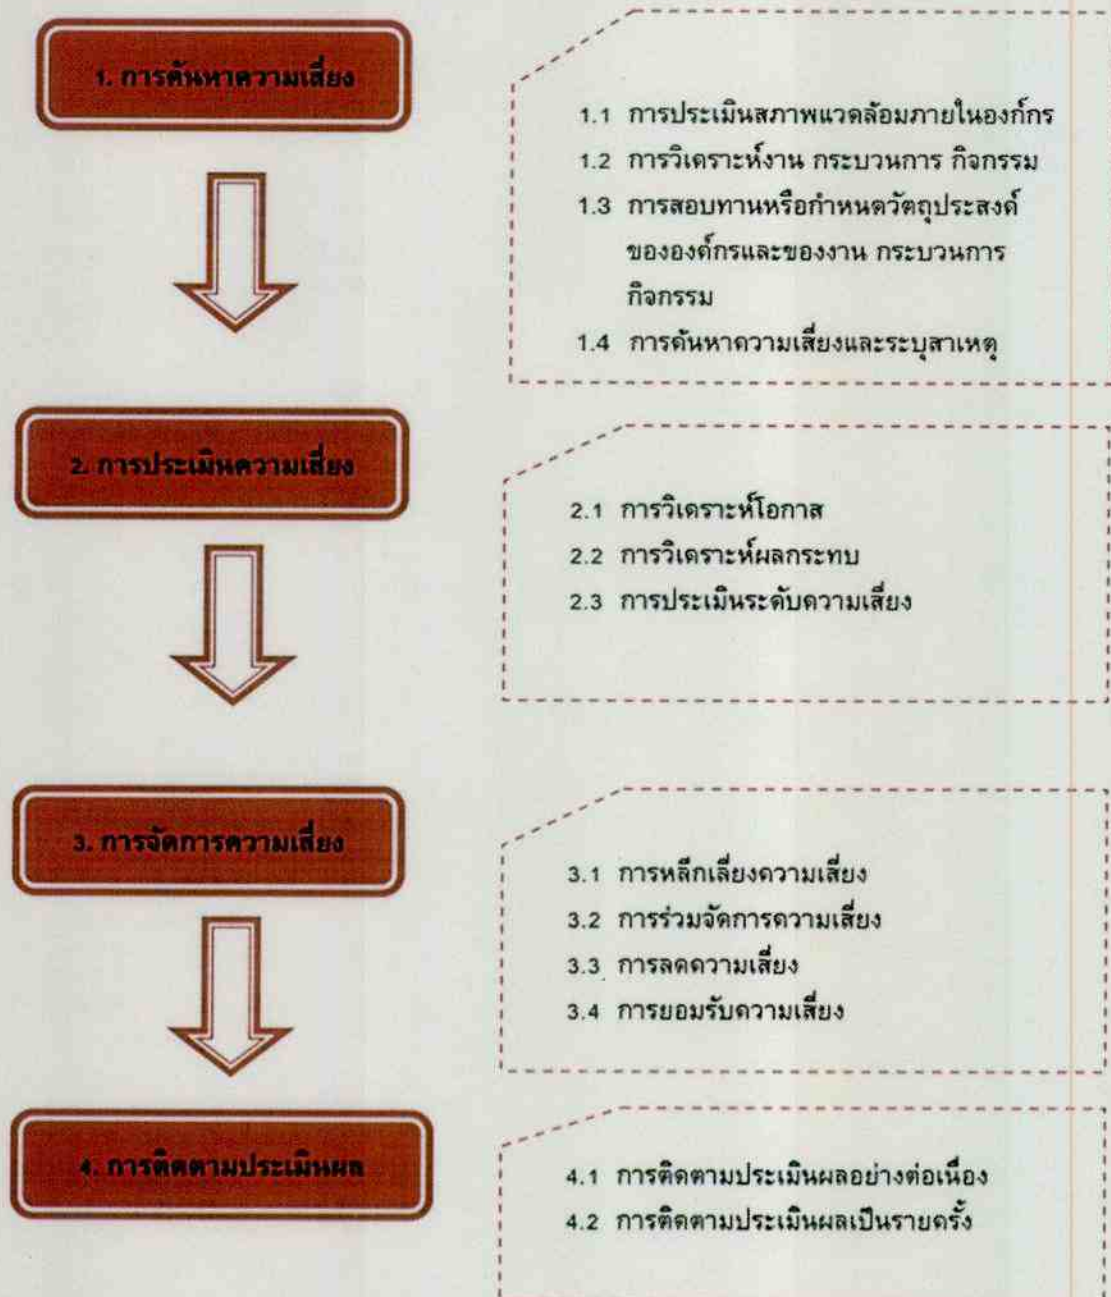 1. การค้นหาความเสี่ยง
1.1 การประเมินสภาพแวดล้อมภายในองค์กร
1.2 การวิเคราะห์งาน กระบวนการ กิจกรรม
1.3 การสอบทานหรือกำหนดวัตถุประสงค์
ขององค์กรและของงาน กระบวนการ
กิจกรรม
1.4 การค้นหาความเสี่ยงและระบุสาเหตุ
2. การประเมินความเสี่ยง
2.1 การวิเคราะห์โอกาส
2.2 การวิเคราะห์ผลกระทบ
2.3 การประเมินระดับความเสี่ยง
3. การจัดการความเสี่ยง
3.1 การหลีกเลี่ยงความเสี่ยง
3.2 การร่วมจัดการความเสี่ยง
3.3 การลดความเสี่ยง
3.4 การยอมรับความเสี่ยง
4. การติดตามประเมินผล
4.1 การติดตามประเมินผลอย่างต่อเนื่อง
4.2 การติดตามประเมินผลเป็นรายครั้ง